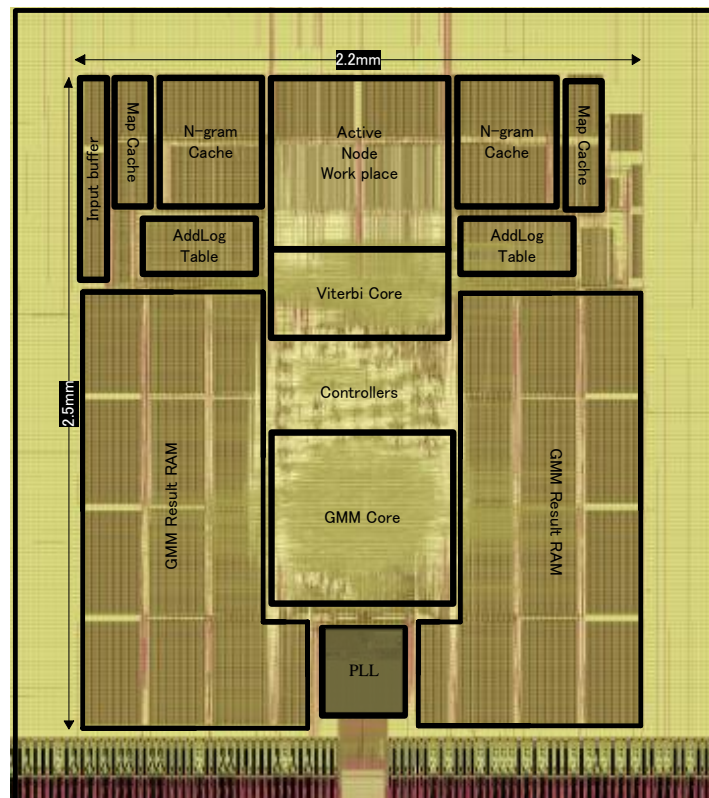 2.2mm
Input buffer
Map Cache
N-gram
Cache
Active
Node
Work place
N-gram
Cache
Map Cache
AddLog
Table
AddLog
Table
Viterbi Core
2.5mm
Controllers
GMM Result RAM
GMM Core
GMM Result RAM
PLL